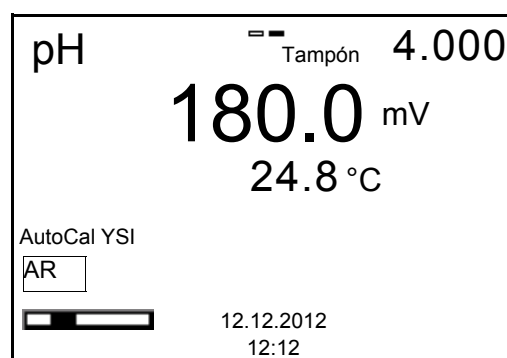 pH Tampón 4.000
180.0 mV
24.8 °C
AutoCal YSI
AR
12.12.2012
12:12